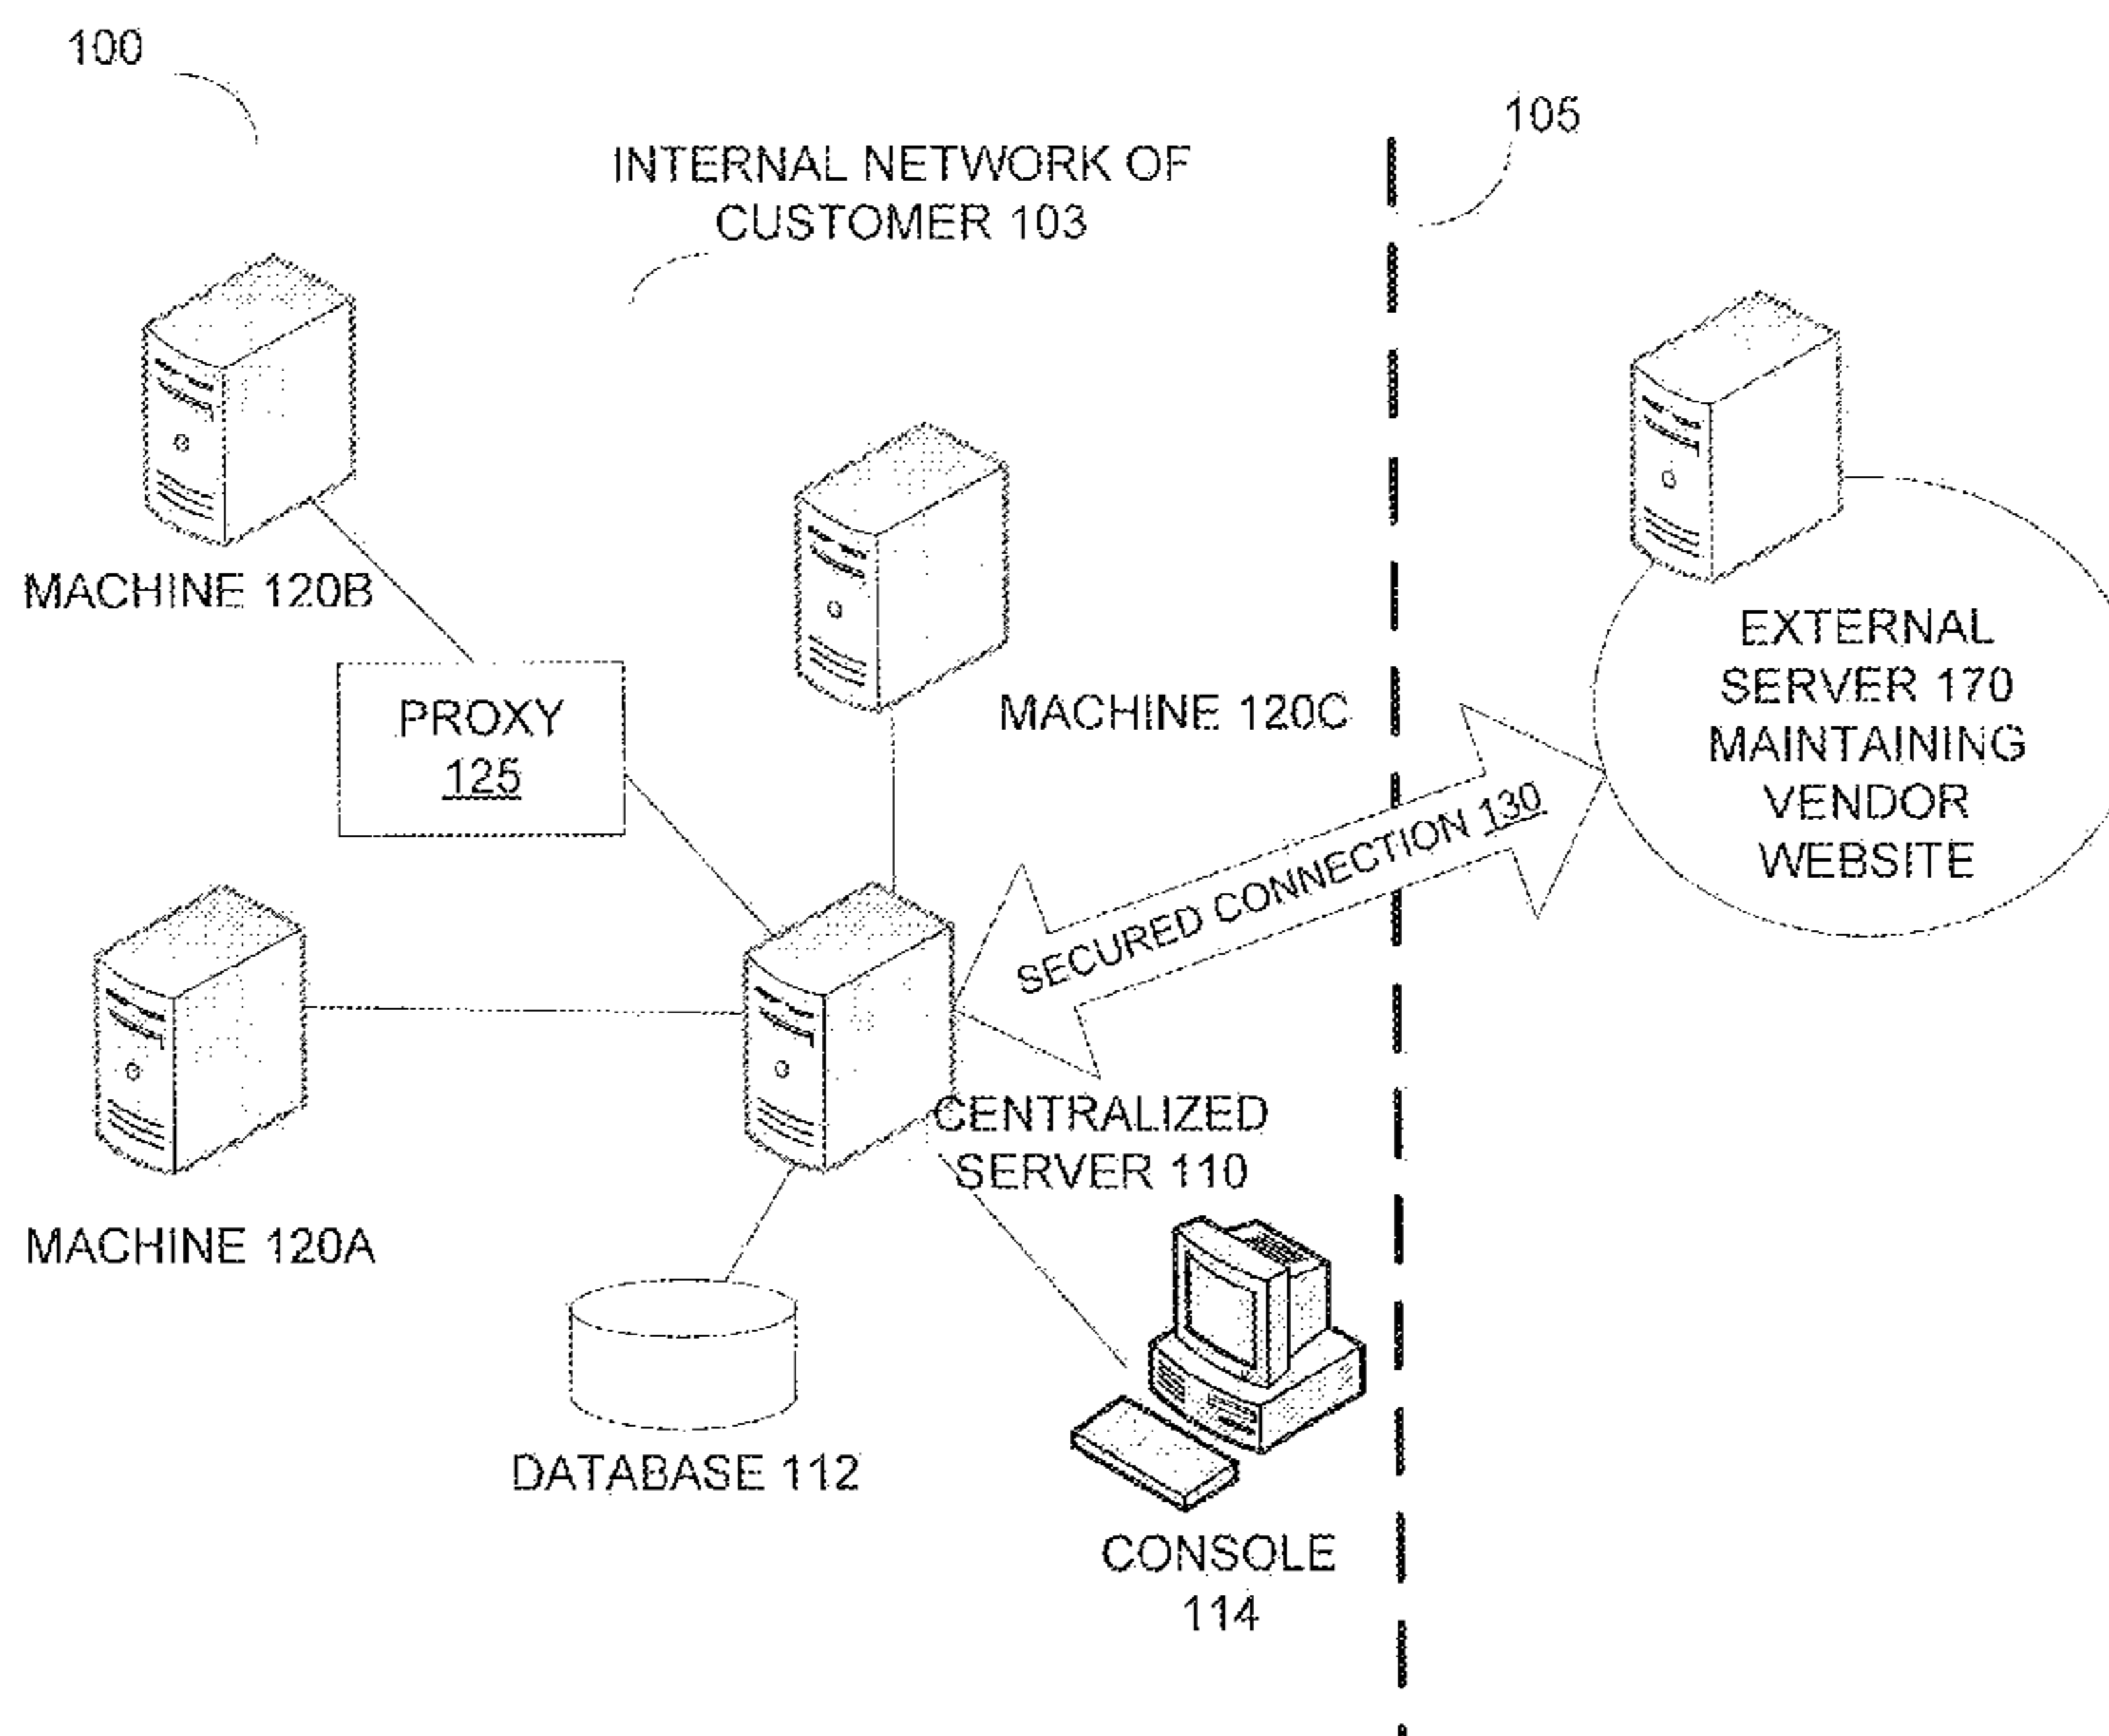 100
105
INTERNAL NETWORK OF
CUSTOMER 103
MACHINE 120B
PROXY
125
MACHINE 120C
EXTERNAL
SERVER 170
MAINTAINING
VENDOR
WEBSITE
SECURED CONNECTION 130
CENTRALIZED
SERVER 110
MACHINE 120A
DATABASE 112
CONSOLE
114